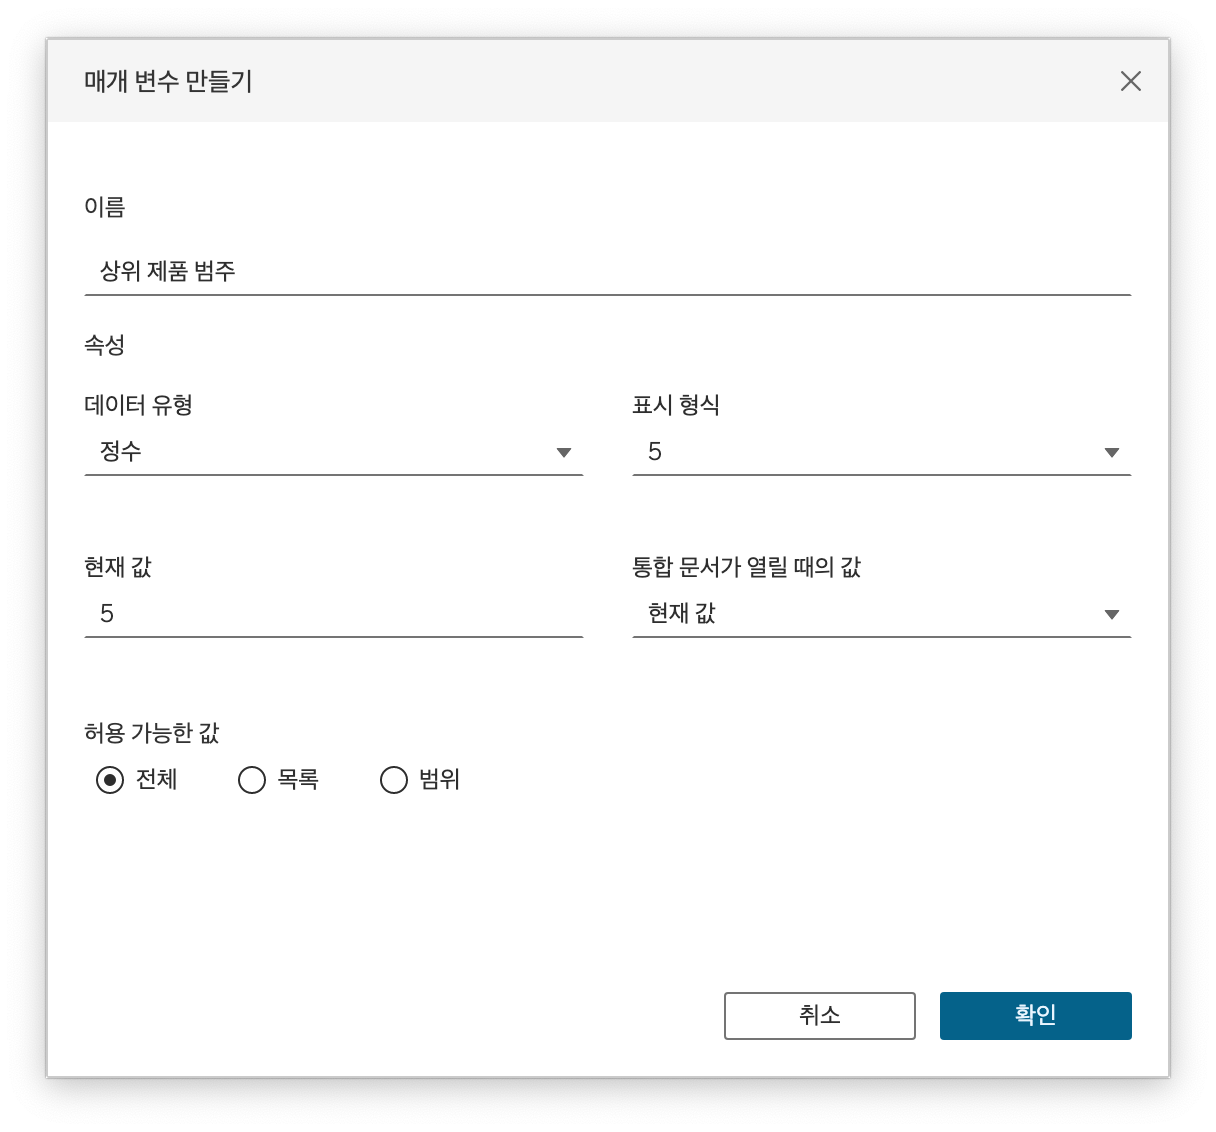 매개 변수 만들기
이름
상위 제품 범주
속성
데이터 유형 표시 형식
정수 5
현재 값 통합 문서가 열릴 때의 값
5 현재 값
허용 가능한 값
전체 목록 범위
취소 확인